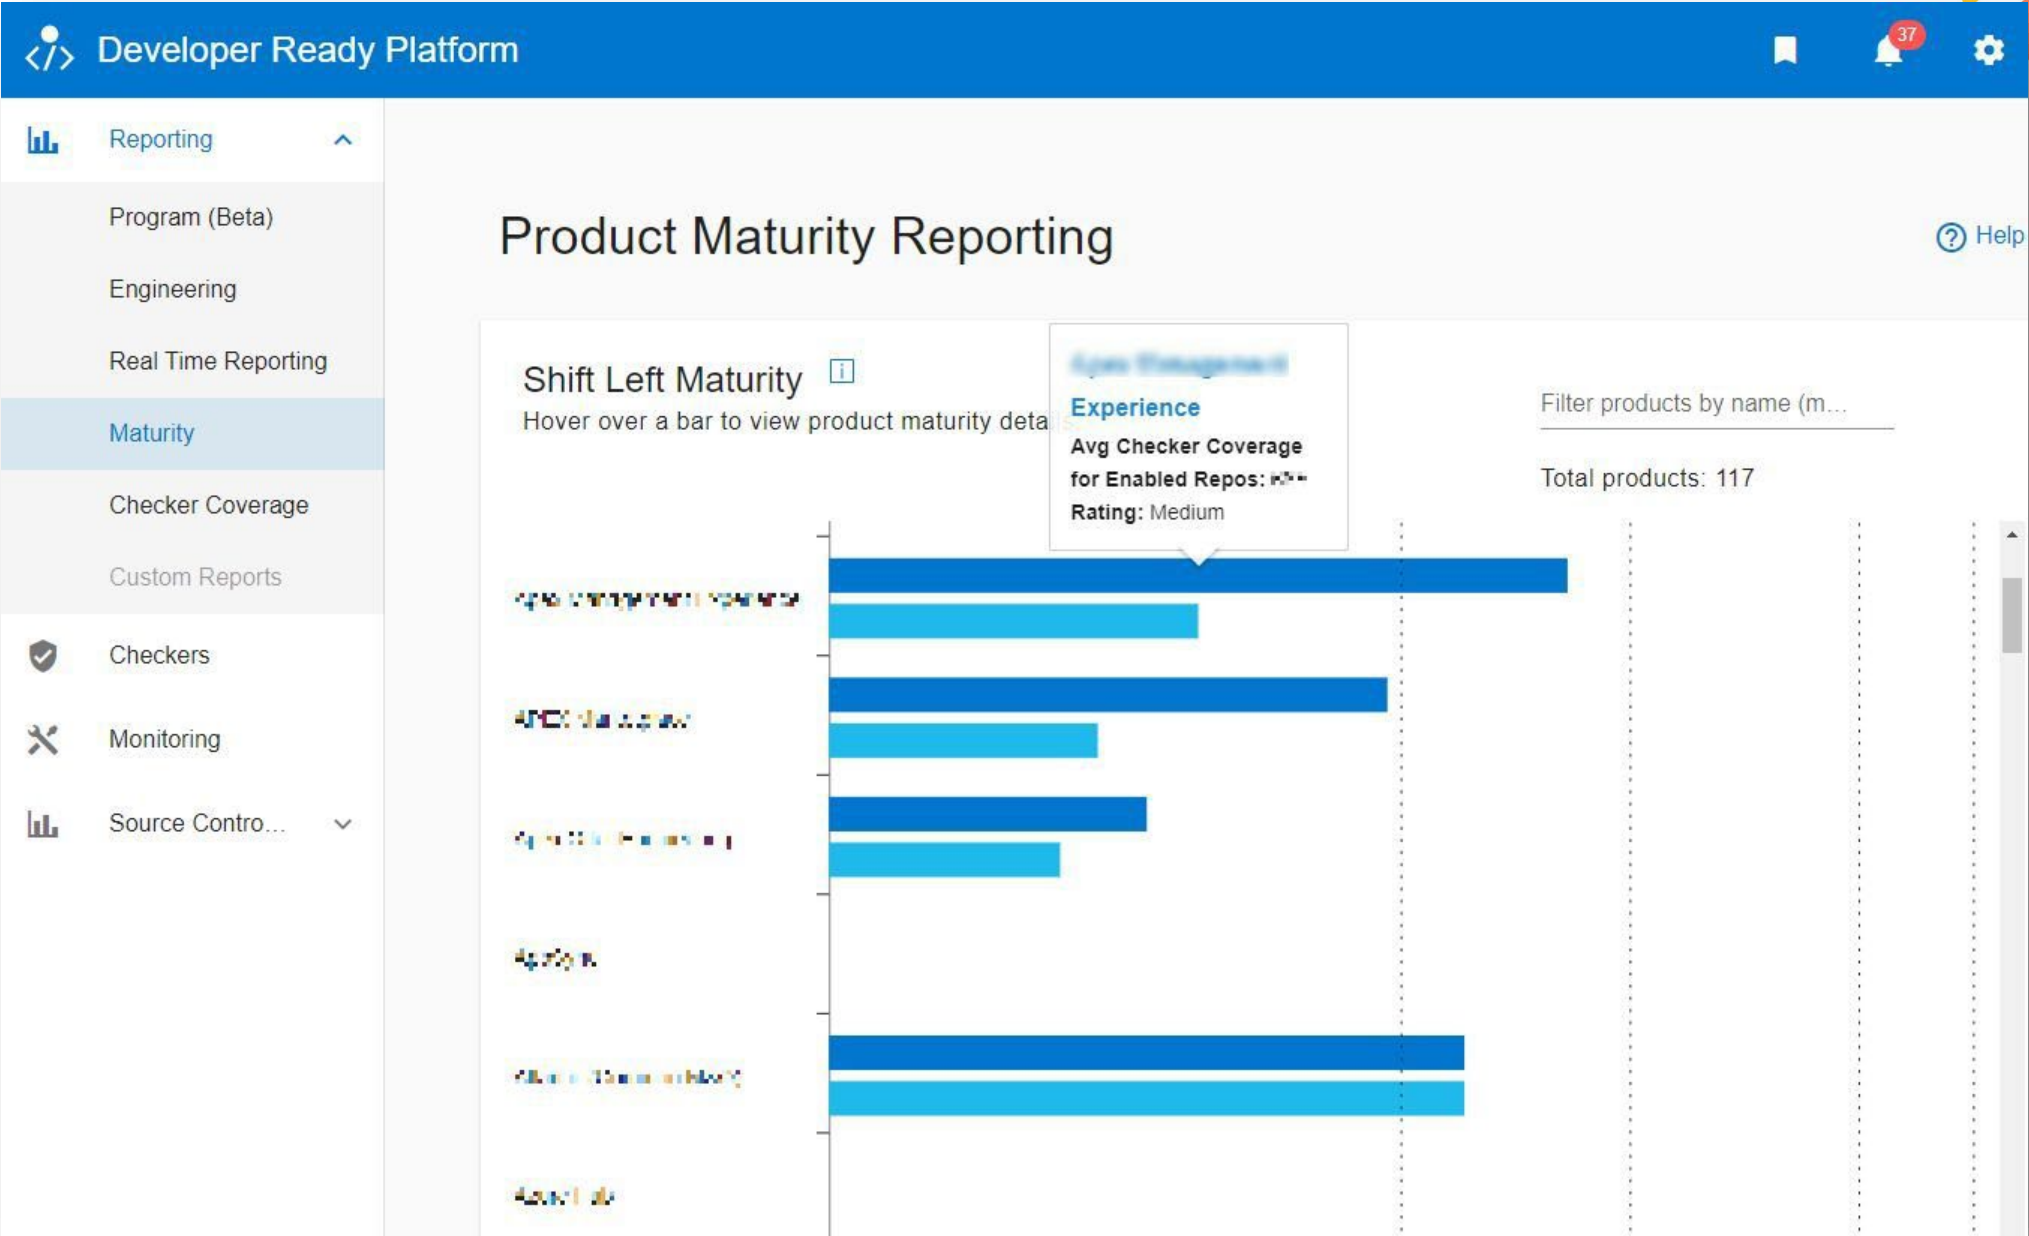 Developer Ready Platform
37
Reporting
Program (Beta)
Engineering
Real Time Reporting
Maturity
Checker Coverage
Custom Reports
Checkers
Monitoring
Source Contro...
Product Maturity Reporting
Help
Shift Left Maturity
Hover over a bar to view product maturity deta
Experience
Avg Checker Coverage
for Enabled Repos:
Rating: Medium
Filter products by name (m...
Total products: 117